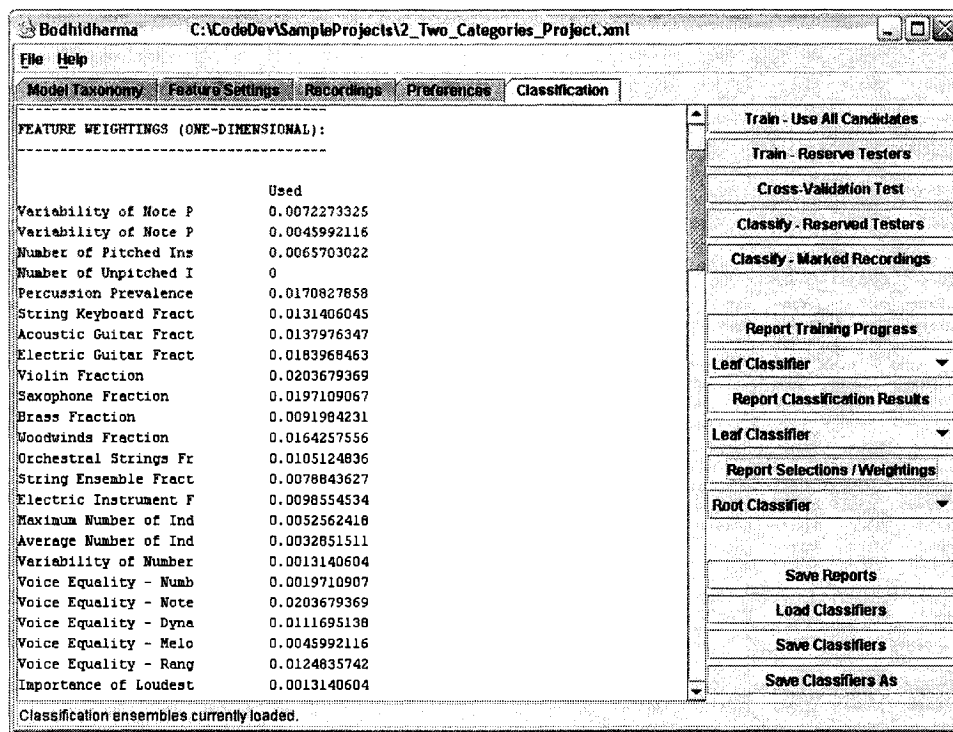 Bodhidharma C:\CodeDev\SampleProjects\2_Two_Categories_Project.xml
File Help
Model Taxonomy Feature Settings Recordings Preferences Classification
FEATURE WEIGHTINGS (ONE-DIMENSIONAL):
---------------------------------------
Used
Variability of Note P 0.0072273325
Variability of Note P 0.0045992116
Number of Pitched Ins 0.0065703022
Number of Unpitched I 0
Percussion Prevalence 0.0170827858
String Keyboard Fract 0.0131406045
Acoustic Guitar Fract 0.0137976347
Electric Guitar Fract 0.0183968463
Violin Fraction 0.0203679369
Saxophone Fraction 0.0197109067
Brass Fraction 0.0091984231
Woodwinds Fraction 0.0164257556
Orchestral Strings Fr 0.0105124836
String Ensemble Fract 0.0078843627
Electric Instrument F 0.0098554534
Maximum Number of Ind 0.0052562418
Average Number of Ind 0.0032851511
Variability of Number 0.0013140604
Voice Equality - Numb 0.0019710907
Voice Equality - Note 0.0203679369
Voice Equality - Dyna 0.0111695138
Voice Equality - Melo 0.0045992116
Voice Equality - Rang 0.0124835742
Importance of Loudest 0.0013140604
Train - Use All Candidates
Train - Reserve Testers
Cross-Validation Test
Classify - Reserved Testers
Classify - Marked Recordings
Report Training Progress
Leaf Classifier
Report Classification Results
Leaf Classifier
Report Selections / Weightings
Root Classifier
Save Reports
Load Classifiers
Save Classifiers
Save Classifiers As
Classification ensembles currently loaded.